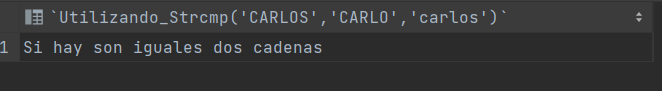 `Utilizando_Strcmp('CARLOS','CARLO','carlos')`
1 Si hay son iguales dos cadenas